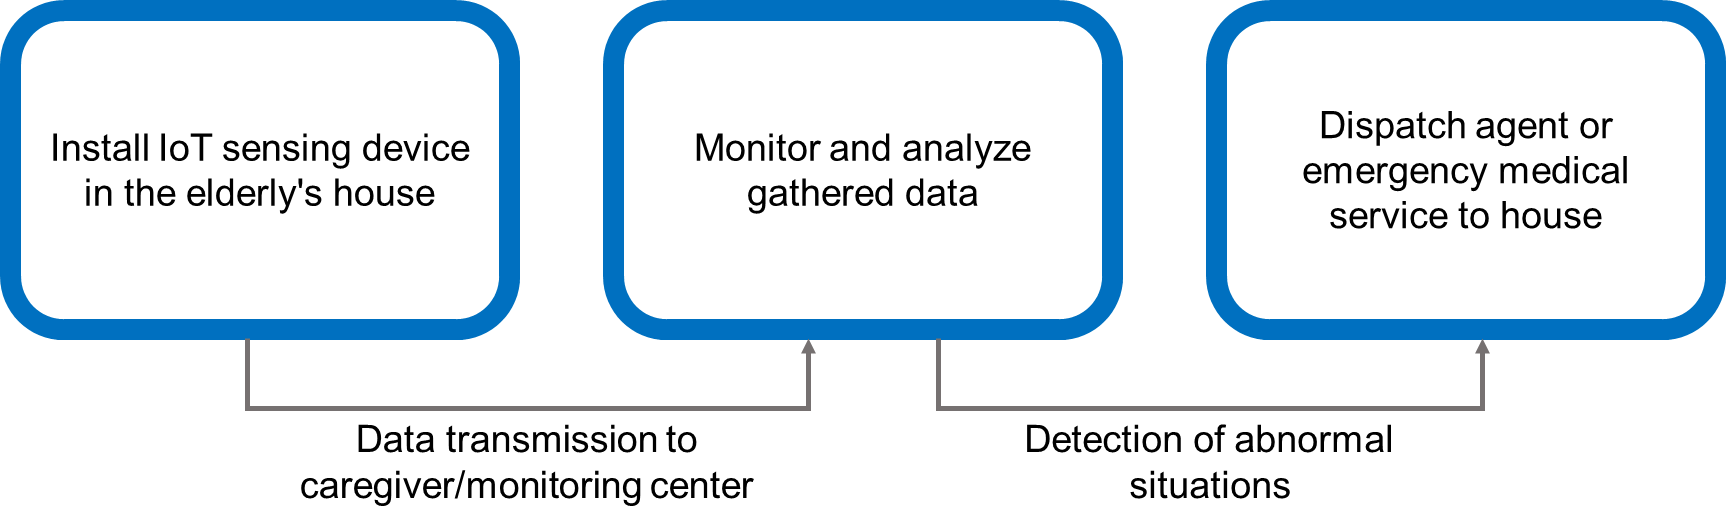 Install IoT sensing device
in the elderly's house
Monitor and analyze
gathered data
Dispatch agent or
emergency medical
service to house
Data transmission to
caregiver/monitoring center
Detection of abnormal
situations